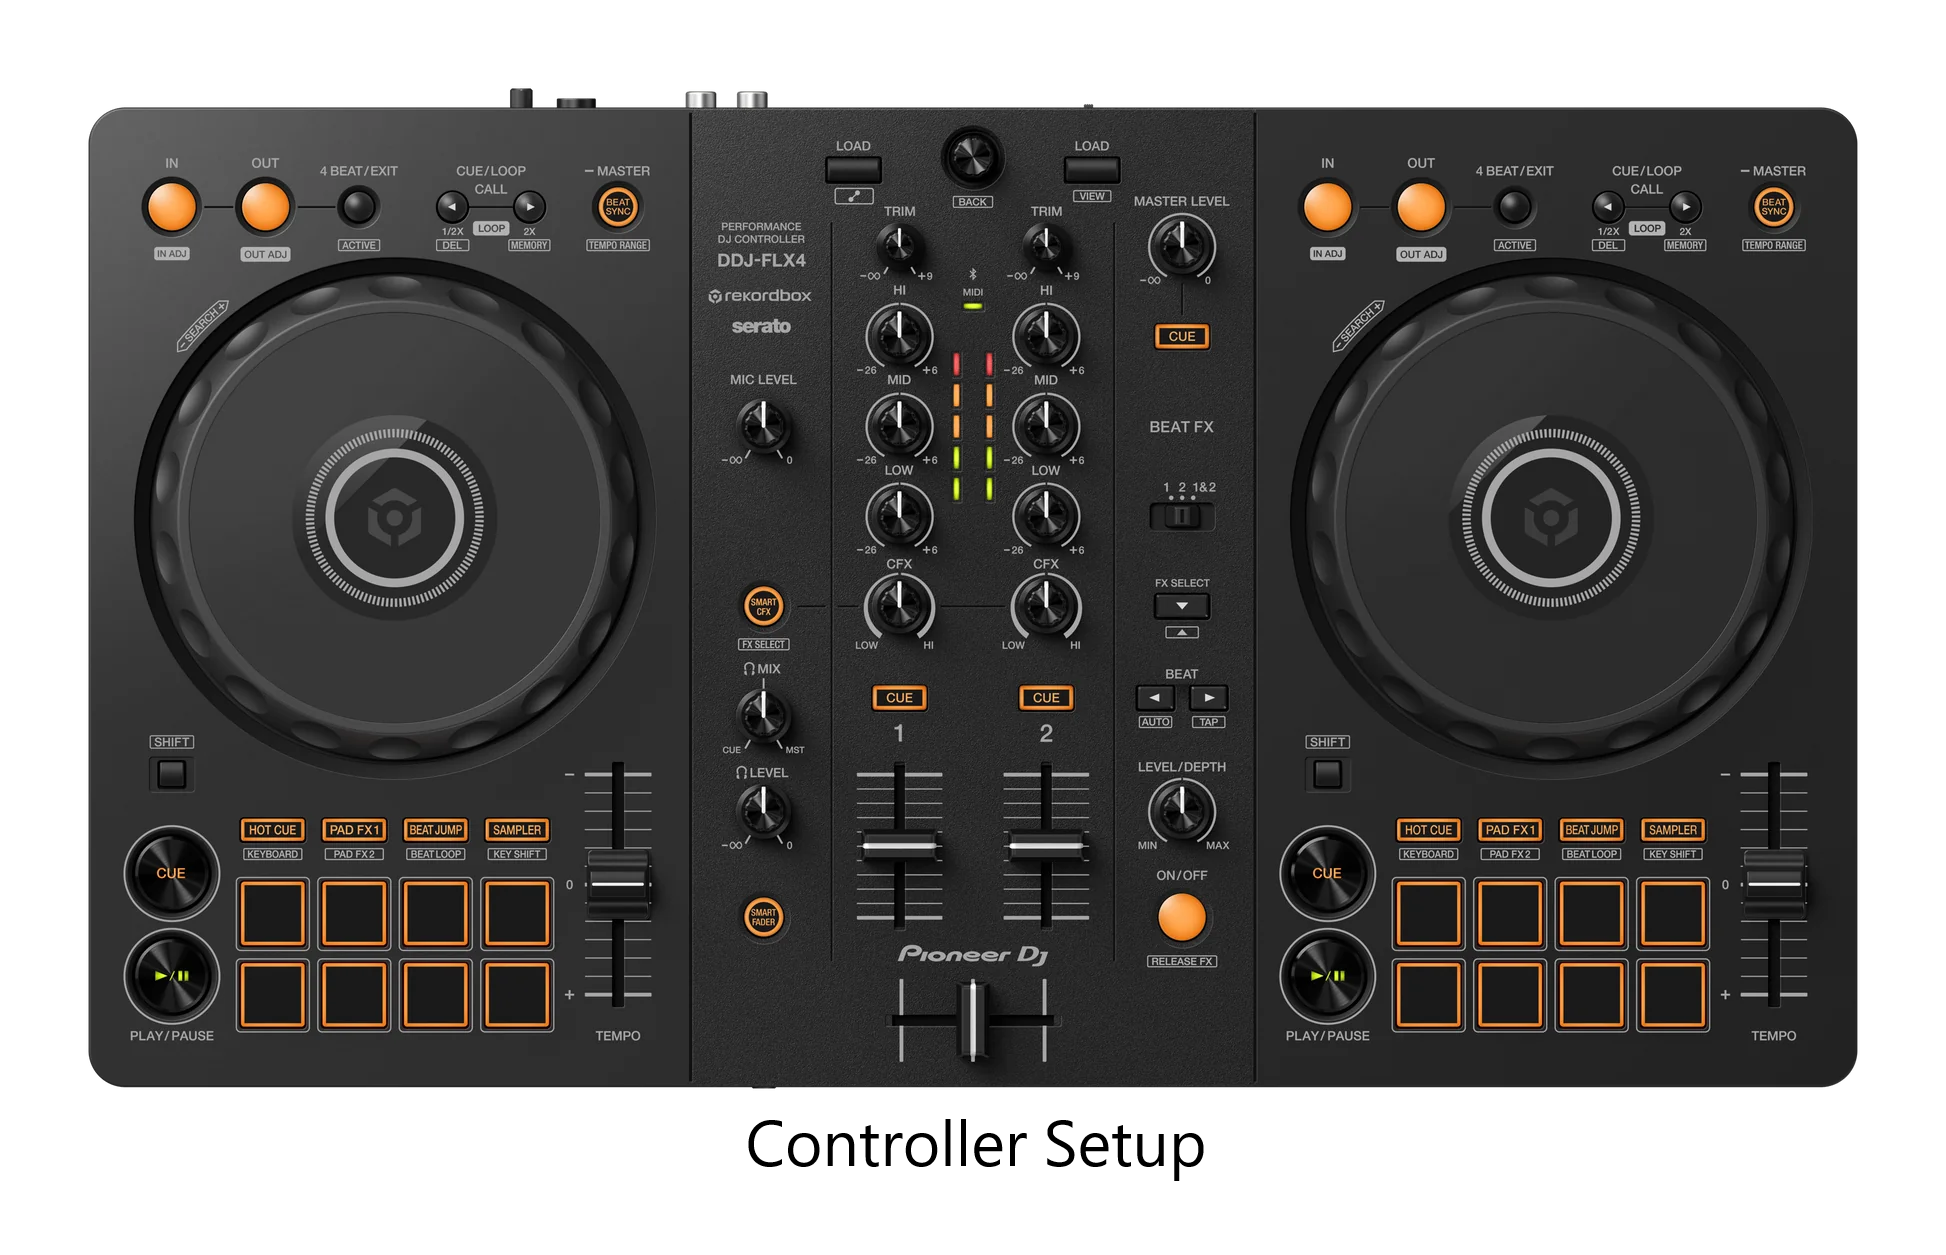 IN
OUT
4 BEAT/EXIT
CUE/LOOP
CALL
– MASTER
BEAT
SYNC
IN ADJ
OUT ADJ
ACTIVE
1/2X
LOOP
2X
DEL
MEMORY
TEMPO RANGE
– SEARCH +
SHIFT
CUE
PLAY/PAUSE
HOT CUE
PAD FX1
BEAT JUMP
SAMPLER
KEYBOARD
PAD FX2
BEAT LOOP
KEY SHIFT
–
0
+
TEMPO
PERFORMANCE
DJ CONTROLLER
DDJ-FLX4
rekordbox
serato
MIC LEVEL
-∞ 0
SMART
CFX
FX SELECT
MIX
CUE MST
LEVEL
-∞ 0
SMART
FADER
LOAD
BACK
LOAD
VIEW
TRIM
-∞ +9
HI
-26 +6
MID
-26 +6
LOW
-26 +6
CFX
LOW HI
CUE
1
MIDI
TRIM
-∞ +9
HI
-26 +6
MID
-26 +6
LOW
-26 +6
CFX
LOW HI
CUE
2
Pioneer Dj
MASTER LEVEL
-∞ 0
CUE
BEAT FX
1 2 1&2
FX SELECT
BEAT
AUTO
TAP
LEVEL/DEPTH
MIN MAX
ON/OFF
RELEASE FX
IN
OUT
4 BEAT/EXIT
CUE/LOOP
CALL
– MASTER
BEAT
SYNC
IN ADJ
OUT ADJ
ACTIVE
1/2X
LOOP
2X
DEL
MEMORY
TEMPO RANGE
– SEARCH +
SHIFT
CUE
PLAY/PAUSE
HOT CUE
PAD FX1
BEAT JUMP
SAMPLER
KEYBOARD
PAD FX2
BEAT LOOP
KEY SHIFT
–
0
+
TEMPO
Controller Setup